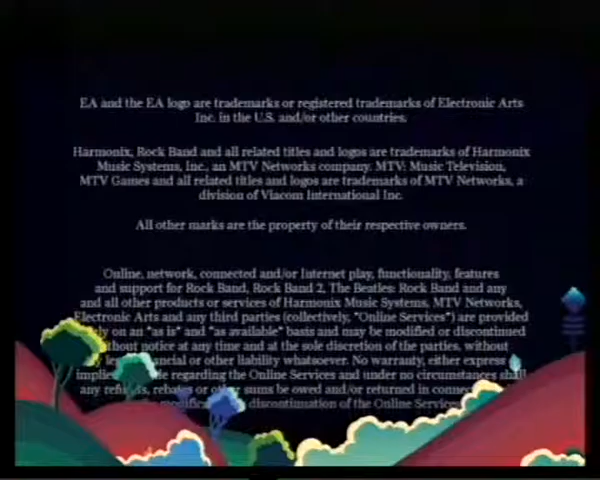 EA and the EA logo are trademarks or registered trademarks of Electronic Arts
Inc. in the U.S. and/or other countries.
Harmonix, Rock Band and all related titles and logos are trademarks of Harmonix
Music Systems, Inc., an MTV Networks company. MTV: Music Television,
MTV Games and all related titles and logos are trademarks of MTV Networks, a
division of Viacom International Inc.
All other marks are the property of their respective owners.
Online, network, connected and/or Internet play, functionality, features
and support for Rock Band, Rock Band 2, The Beatles: Rock Band and any
and all other products or services of Harmonix Music Systems, MTV Networks,
Electronic Arts and any third parties (collectively, "Online Services") are provided
on an "as is" and "as available" basis and may be modified or discontinued
without notice at any time and at the sole discretion of the parties, without
or other liability whatsoever. No warranty, either express
regarding the Online Services and under no circumstances shall
any refunds, rebates or other sums be owed and/or returned in
discontinuation of the Online Services